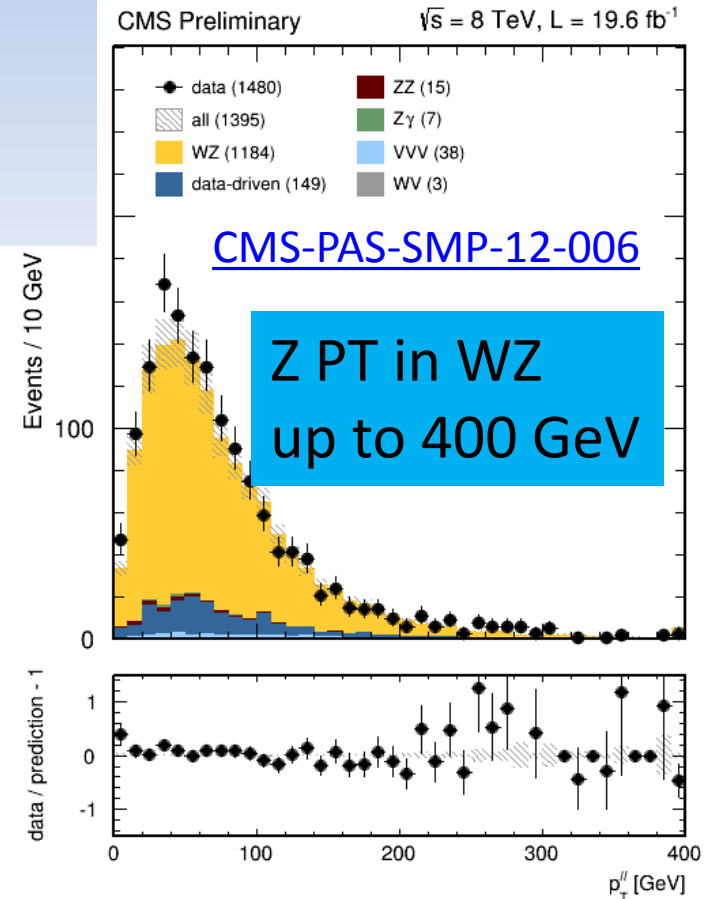 CMS Preliminary
√s = 8 TeV, L = 19.6 fb⁻¹
data (1480)
all (1395)
WZ (1184)
data-driven (149)
ZZ (15)
Zγ (7)
VVV (38)
WV (3)
CMS-PAS-SMP-12-006
Z PT in WZ
up to 400 GeV
Events / 10 GeV
100
0
data / prediction - 1
1
0
-1
0 100 200 300 400
p_T^{ll} [GeV]